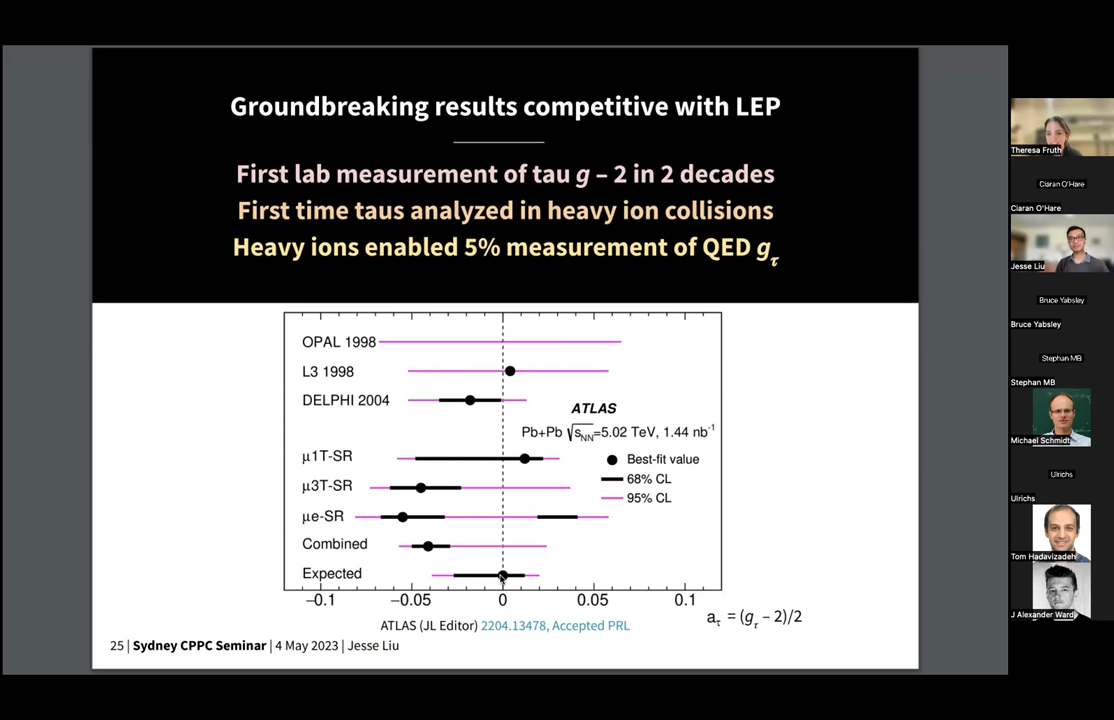 Groundbreaking results competitive with LEP
First lab measurement of tau g – 2 in 2 decades
First time taus analyzed in heavy ion collisions
Heavy ions enabled 5% measurement of QED gτ
OPAL 1998
L3 1998
DELPHI 2004
ATLAS
Pb+Pb √sNN=5.02 TeV, 1.44 nb-1
μ1T-SR
Best-fit value
68% CL
μ3T-SR
95% CL
μe-SR
Combined
Expected
−0.1 −0.05 0 0.05 0.1
aτ = (gτ − 2)/2
ATLAS (JL Editor) 2204.13478, Accepted PRL
25 | Sydney CPPC Seminar | 4 May 2023 | Jesse Liu
Theresa Fruth
Ciaran O'Hare
Ciaran O'Hare
Jesse Liu
Bruce Yabsley
Bruce Yabsley
Stephan MB
Stephan MB
Michael Schmidt
Ulrichs
Ulrichs
Tom Hadavizadeh
J Alexander Ward